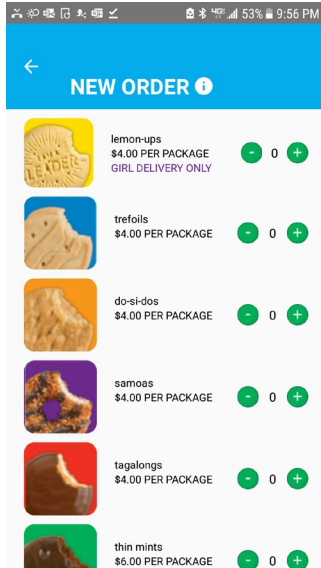 53% 9:56 PM
NEW ORDER
lemon-ups
$4.00 PER PACKAGE
GIRL DELIVERY ONLY
- 0 +
trefoils
$4.00 PER PACKAGE
- 0 +
do-si-dos
$4.00 PER PACKAGE
- 0 +
samoas
$4.00 PER PACKAGE
- 0 +
tagalongs
$4.00 PER PACKAGE
- 0 +
thin mints
$6.00 PER PACKAGE
- 0 +